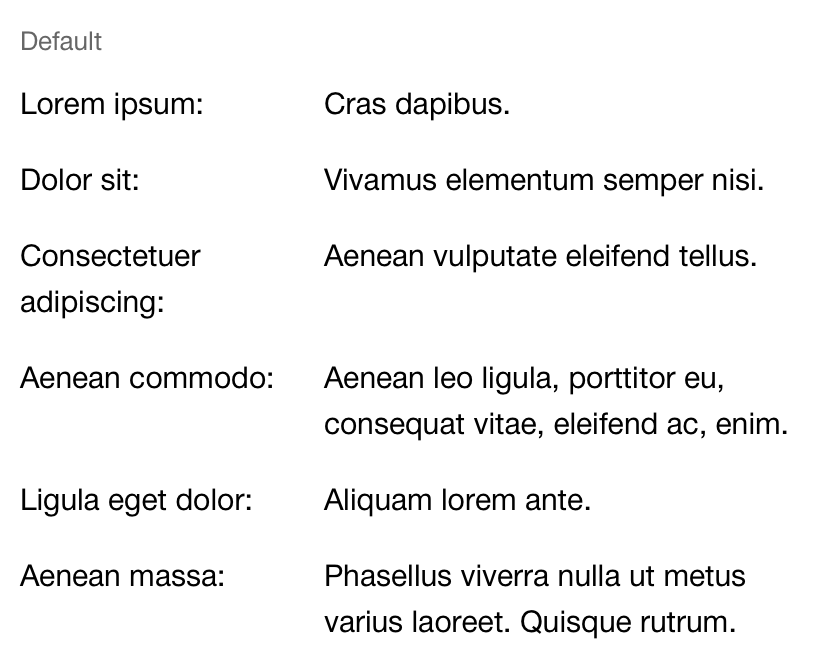 Default
Lorem ipsum: Cras dapibus.
Dolor sit: Vivamus elementum semper nisi.
Consectetuer Aenean vulputate eleifend tellus.
adipiscing:
Aenean commodo: Aenean leo ligula, porttitor eu,
consequat vitae, eleifend ac, enim.
Ligula eget dolor: Aliquam lorem ante.
Aenean massa: Phasellus viverra nulla ut metus
varius laoreet. Quisque rutrum.